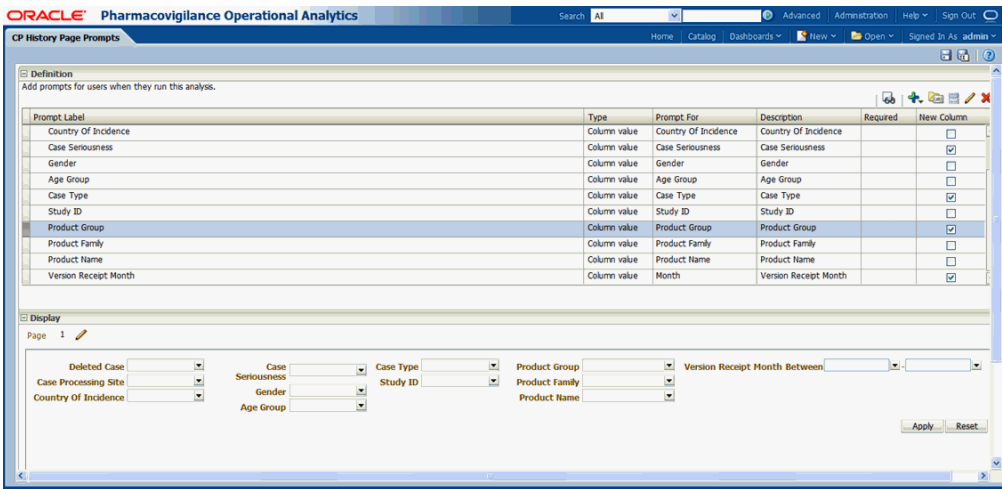 ORACLE® Pharmacovigilance Operational Analytics Search All Advanced Administration Help Sign Out
CP History Page Prompts Home Catalog Dashboards New Open Signed In As admin
Definition
Add prompts for users when they run this analysis.
Prompt Label Type Prompt For Description Required New Column
Country Of Incidence Column value Country Of Incidence Country Of Incidence
Case Seriousness Column value Case Seriousness Case Seriousness
Gender Column value Gender Gender
Age Group Column value Age Group Age Group
Case Type Column value Case Type Case Type
Study ID Column value Study ID Study ID
Product Group Column value Product Group Product Group
Product Family Column value Product Family Product Family
Product Name Column value Product Name Product Name
Version Receipt Month Column value Month Version Receipt Month
Display
Page 1
Deleted Case Case Seriousness Case Type Product Group Version Receipt Month Between -
Case Processing Site Study ID Product Family
Country Of Incidence Gender Product Name
Age Group
Apply Reset